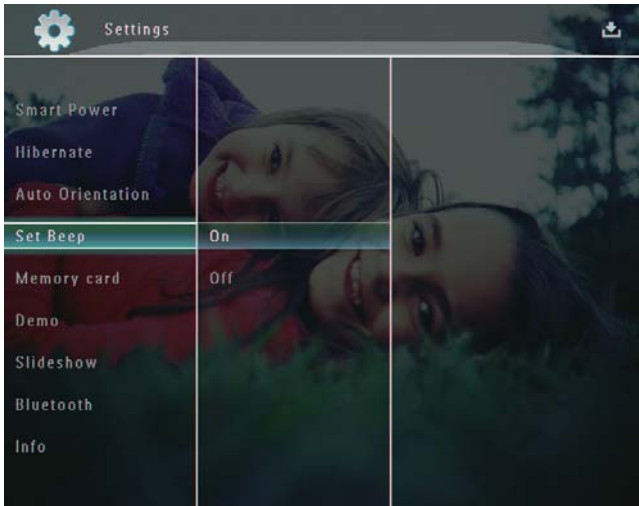 Settings
Smart Power
Hibernate
Auto Orientation
Set Beep
On
Memory card
Off
Demo
Slideshow
Bluetooth
Info